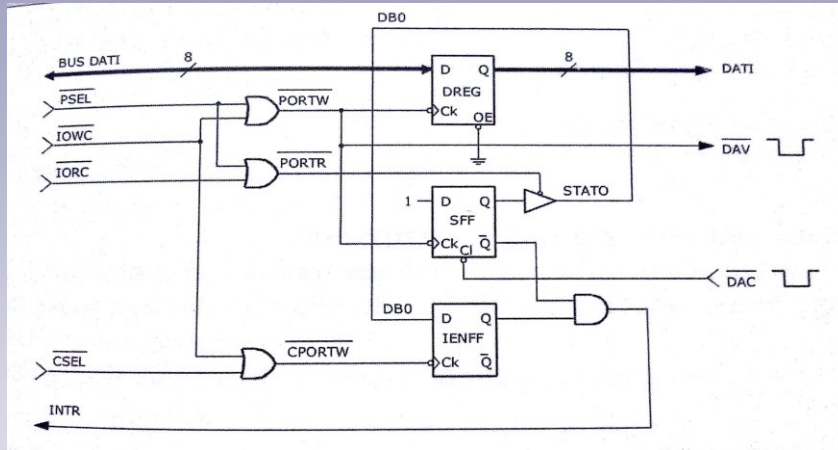 DB0
BUS DATI 8 D Q 8 DATI
DREG
PSEL PORTW Ck OE
IOWC DAV
IORC PORTR STATO
1 D Q
SFF
Ck Q
Cl DAC
DB0 D Q
IENFF
CSEL CPORTW Ck Q
INTR